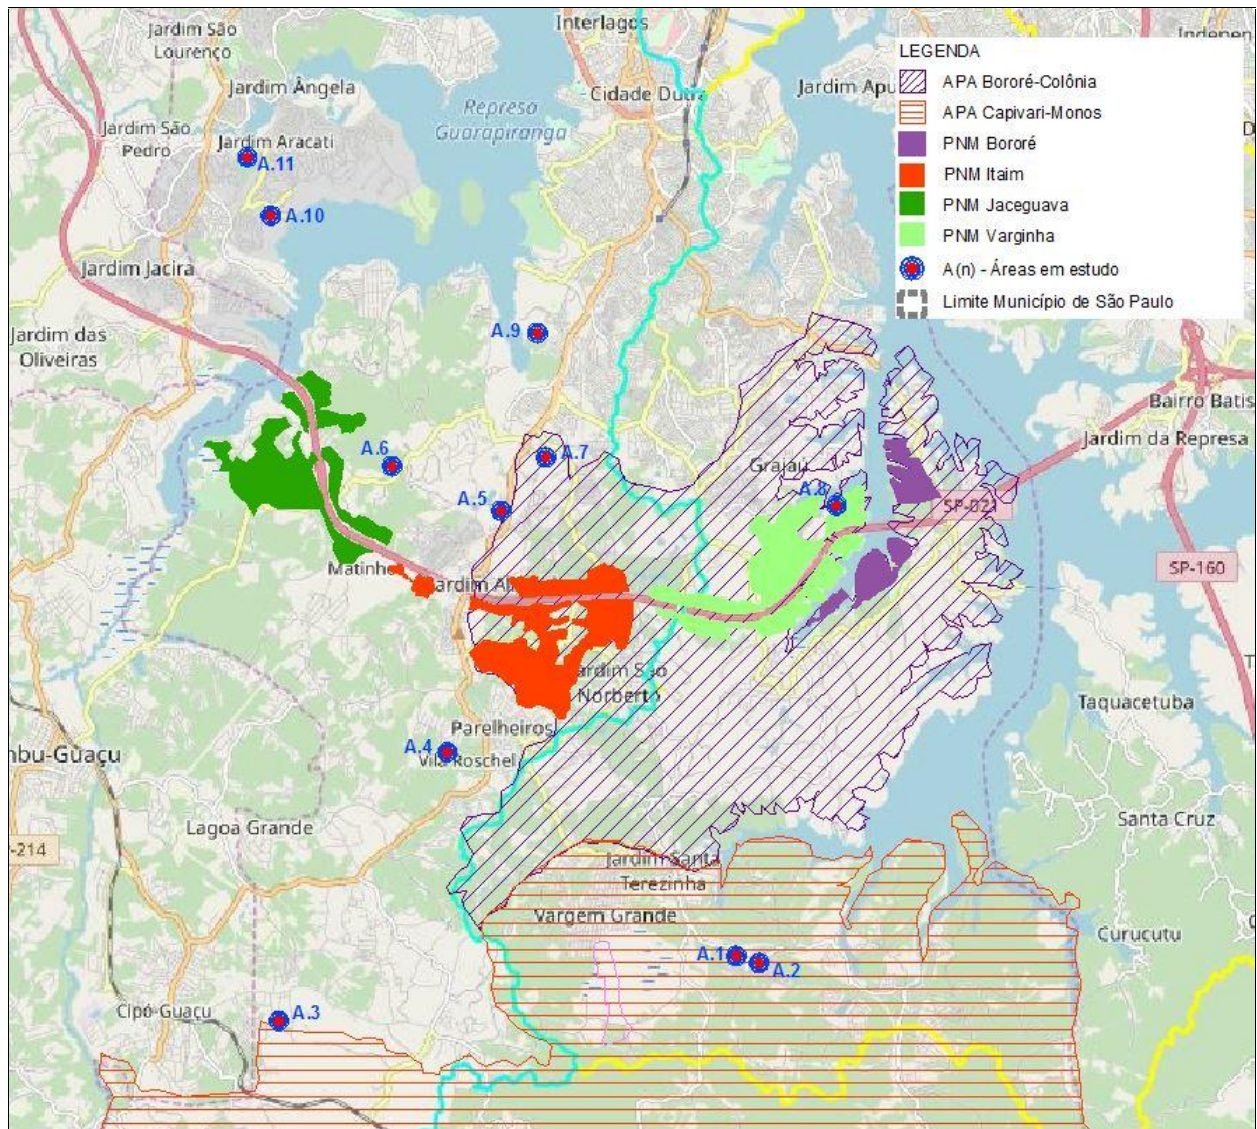 Interlagos
Jardim São
Lourenço
LEGENDA
Indepen
APA Bororé-Colônia
Jardim Ângela
Cidade Dutra
Jardim Apu
Represa
Guarapiranga
APA Capivari-Monos
Jardim São
Pedro
Jardim Aracati
PNM Bororé
A.11
PNM Itaim
PNM Jaceguava
A.10
PNM Varginha
Jardim Jacira
A(n) - Áreas em estudo
Limite Município de São Paulo
Jardim das
Oliveiras
A.9
Bairro Batis
Jardim da Represa
A.6
A.7
Grajaú
A.8
A.5
SP-021
SP-160
Jardim São
Norberto
Taquacetuba
Parelheiros
A.4
Vila Roschel
mbu-Guaçu
Lagoa Grande
Santa Cruz
-214
Jardim Santa
Terezinha
Vargem Grande
Curucutu
A.1
A.2
Cipó Guaçu
A.3